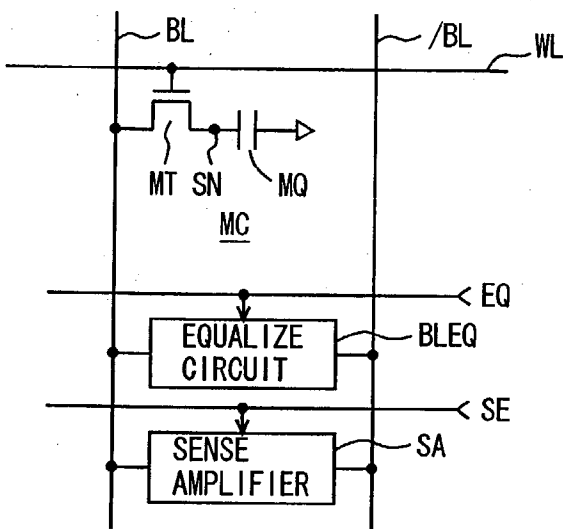 BL
/BL
WL
MT
SN
MQ
MC
EQ
EQUALIZE
CIRCUIT
BLEQ
SE
SENSE
AMPLIFIER
SA